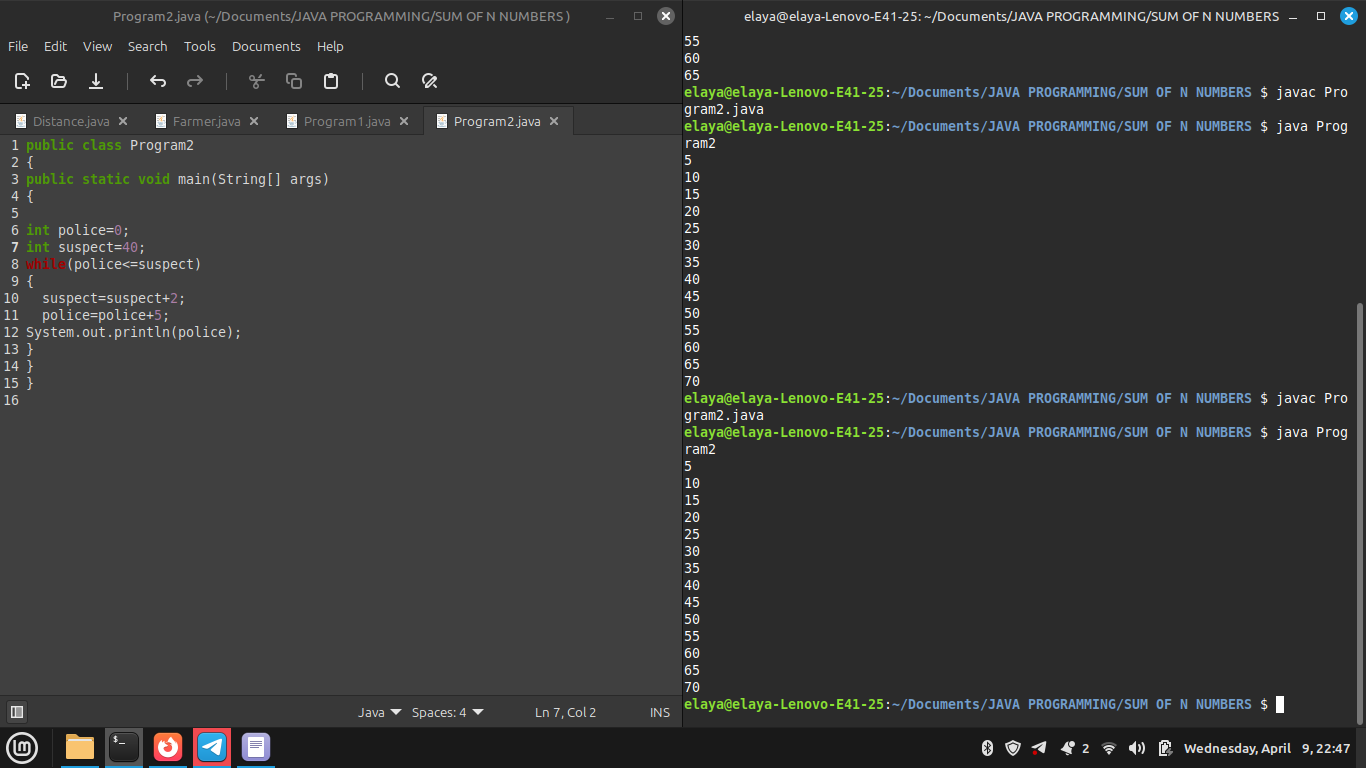 Program2.java (~/Documents/JAVA PROGRAMMING/SUM OF N NUMBERS )
File Edit View Search Tools Documents Help
Distance.java Farmer.java Program1.java Program2.java
1 public class Program2
2 {
3 public static void main(String[] args)
4 {
5
6 int police=0;
7 int suspect=40;
8 while(police<=suspect)
9 {
10   suspect=suspect+2;
11   police=police+5;
12 System.out.println(police);
13 }
14 }
15 }
16
Java Spaces: 4 Ln 7, Col 2 INS
elaya@elaya-Lenovo-E41-25: ~/Documents/JAVA PROGRAMMING/SUM OF N NUMBERS
55
60
65
elaya@elaya-Lenovo-E41-25:~/Documents/JAVA PROGRAMMING/SUM OF N NUMBERS $ javac Pro
gram2.java
elaya@elaya-Lenovo-E41-25:~/Documents/JAVA PROGRAMMING/SUM OF N NUMBERS $ java Prog
ram2
5
10
15
20
25
30
35
40
45
50
55
60
65
70
elaya@elaya-Lenovo-E41-25:~/Documents/JAVA PROGRAMMING/SUM OF N NUMBERS $ javac Pro
gram2.java
elaya@elaya-Lenovo-E41-25:~/Documents/JAVA PROGRAMMING/SUM OF N NUMBERS $ java Prog
ram2
5
10
15
20
25
30
35
40
45
50
55
60
65
70
elaya@elaya-Lenovo-E41-25:~/Documents/JAVA PROGRAMMING/SUM OF N NUMBERS $
$_
2 Wednesday, April 9, 22:47